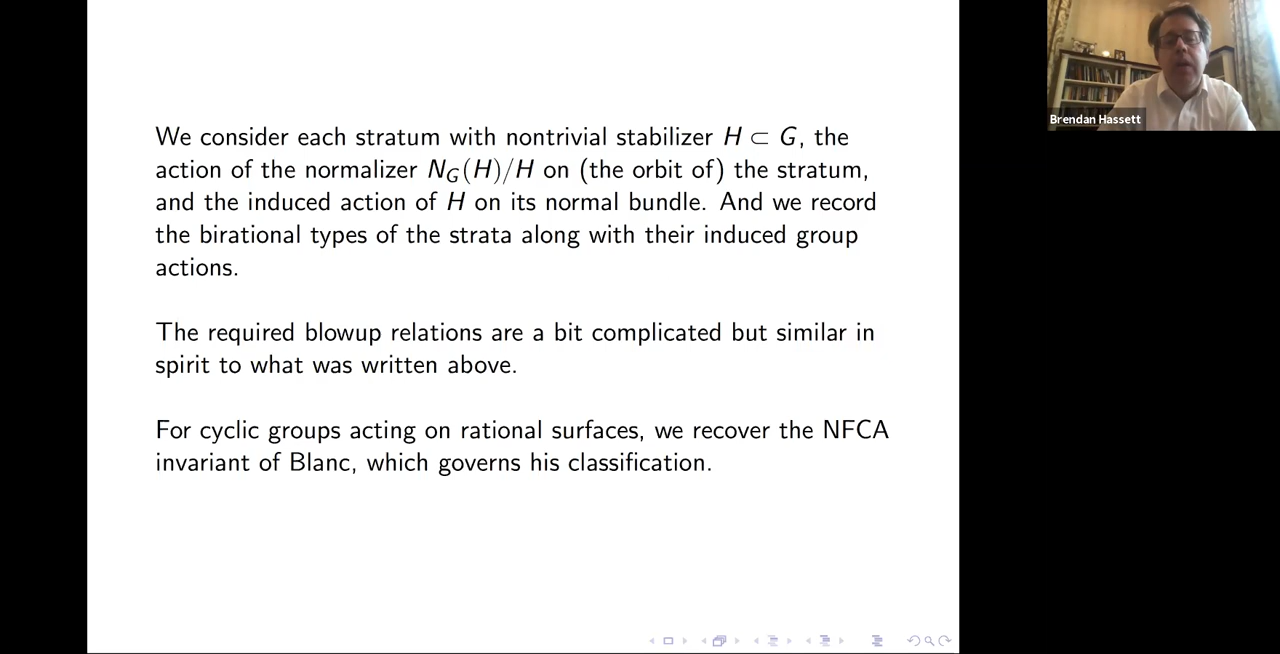 We consider each stratum with nontrivial stabilizer H ⊂ G, the
action of the normalizer N_G(H)/H on (the orbit of) the stratum,
and the induced action of H on its normal bundle. And we record
the birational types of the strata along with their induced group
actions.
The required blowup relations are a bit complicated but similar in
spirit to what was written above.
For cyclic groups acting on rational surfaces, we recover the NFCA
invariant of Blanc, which governs his classification.
Brendan Hassett